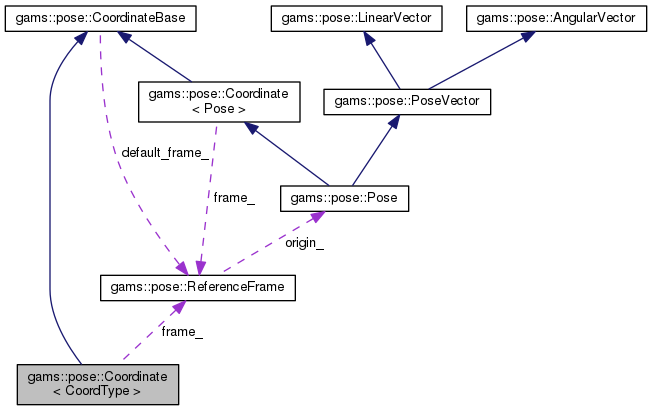 gams::pose::CoordinateBase
gams::pose::LinearVector
gams::pose::AngularVector
gams::pose::Coordinate
< Pose >
gams::pose::PoseVector
default_frame_
frame_
gams::pose::Pose
origin_
gams::pose::ReferenceFrame
frame_
gams::pose::Coordinate
< CoordType >